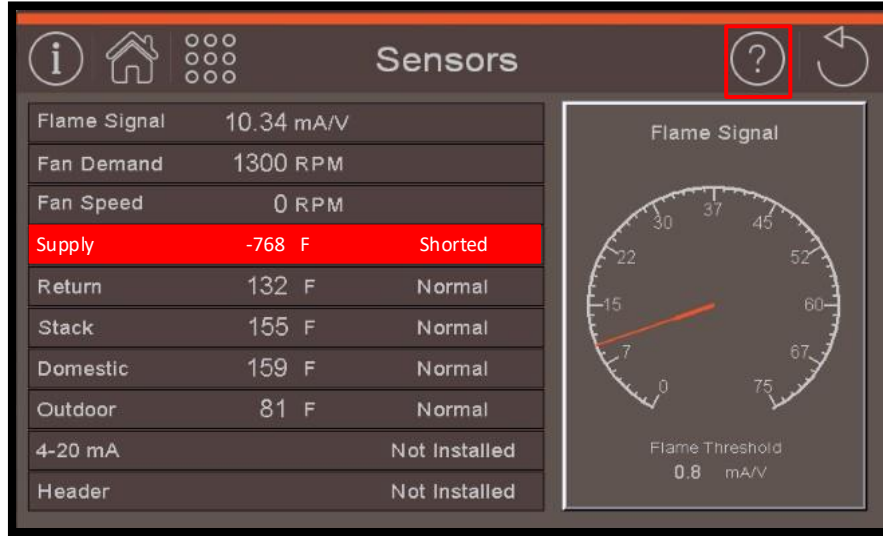 i Sensors ?
Flame Signal 10.34 mA/V
Fan Demand 1300 RPM
Fan Speed 0 RPM
Supply -768 F Shorted
Return 132 F Normal
Stack 155 F Normal
Domestic 159 F Normal
Outdoor 81 F Normal
4-20 mA Not Installed
Header Not Installed
Flame Signal
0 7 15 22 30 37 45 52 60 67 75
Flame Threshold
0.8 mA/V